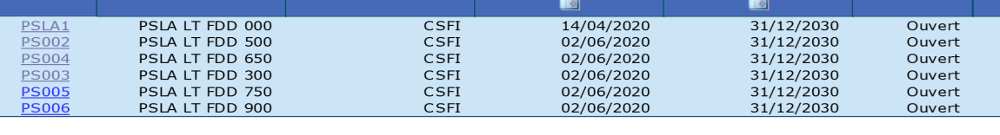 PSLA1 PSLA LT FDD 000 CSFI 14/04/2020 31/12/2030 Ouvert
PS002 PSLA LT FDD 500 CSFI 02/06/2020 31/12/2030 Ouvert
PS004 PSLA LT FDD 650 CSFI 02/06/2020 31/12/2030 Ouvert
PS003 PSLA LT FDD 300 CSFI 02/06/2020 31/12/2030 Ouvert
PS005 PSLA LT FDD 750 CSFI 02/06/2020 31/12/2030 Ouvert
PS006 PSLA LT FDD 900 CSFI 02/06/2020 31/12/2030 Ouvert